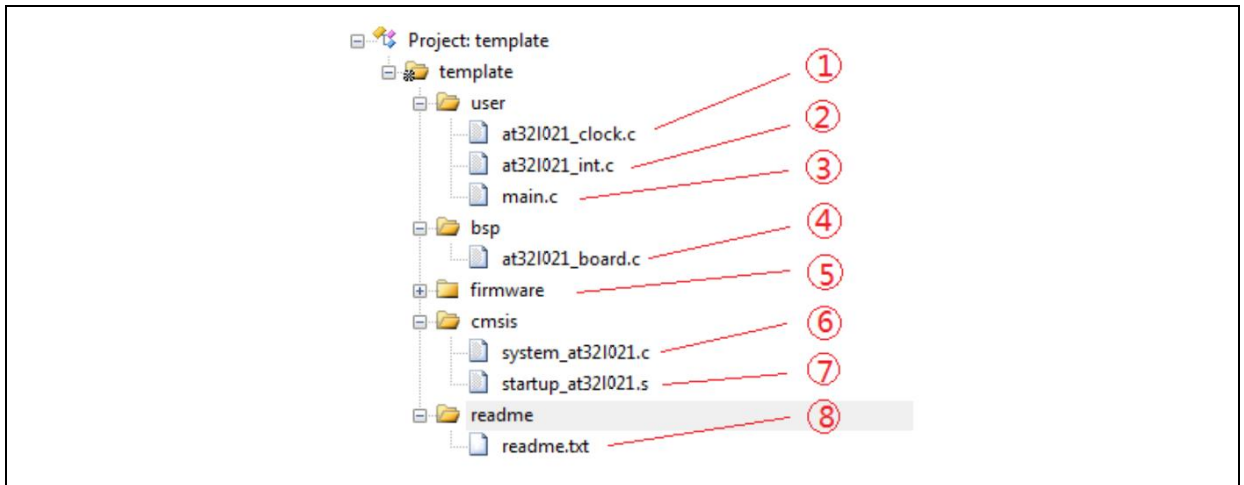 Project: template
template ①
user
at32l021_clock.c ②
at32l021_int.c
main.c ③
bsp ④
at32l021_board.c
firmware ⑤
cmsis ⑥
system_at32l021.c
startup_at32l021.s ⑦
readme ⑧
readme.txt